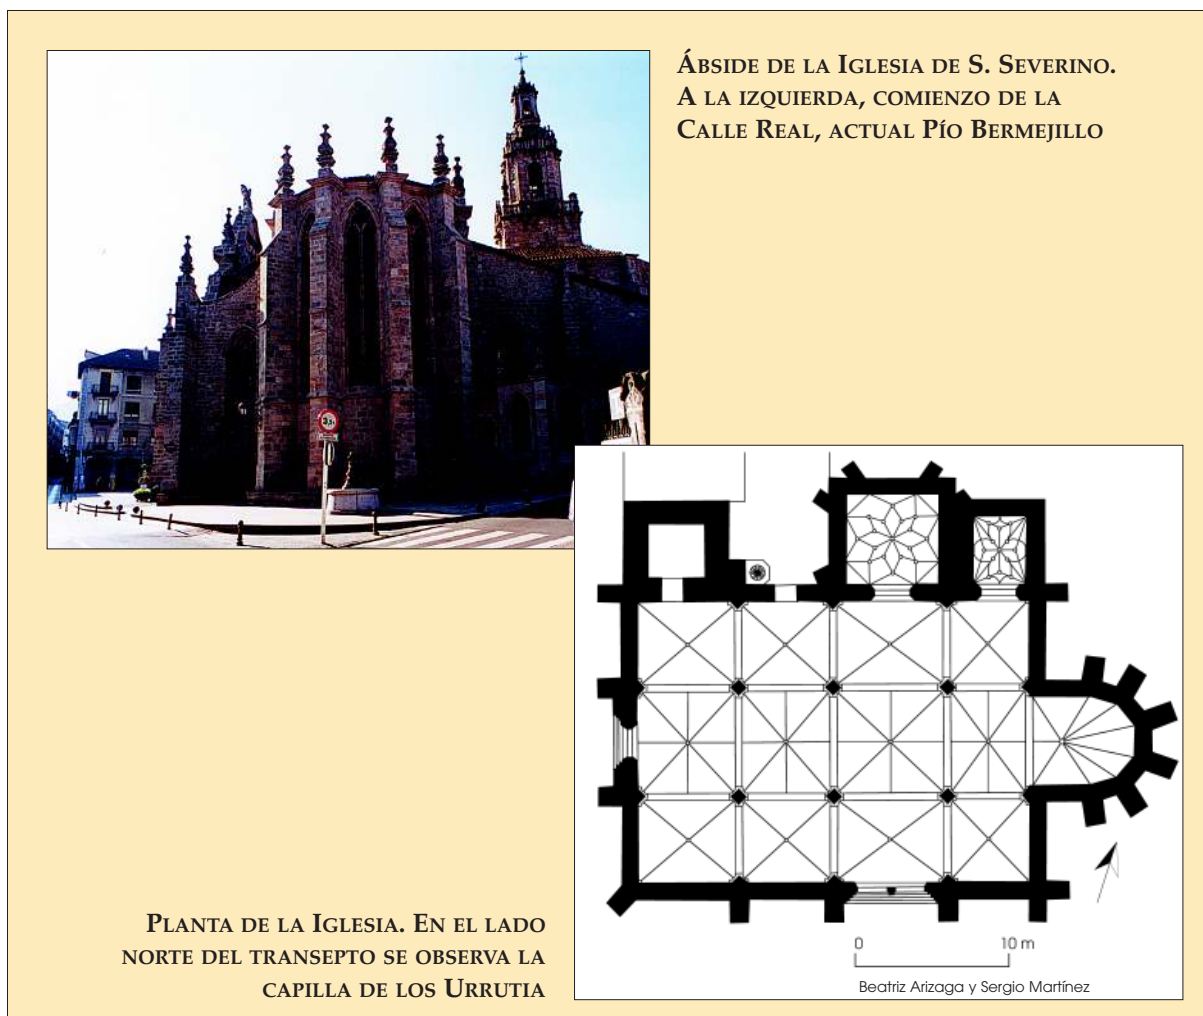 Ábside de la Iglesia de S. Severino.
A la izquierda, comienzo de la
Calle Real, actual Pío Bermejillo
Planta de la Iglesia. En el lado
norte del transepto se observa la
capilla de los Urrutia
0 10 m
Beatriz Arizaga y Sergio Martínez